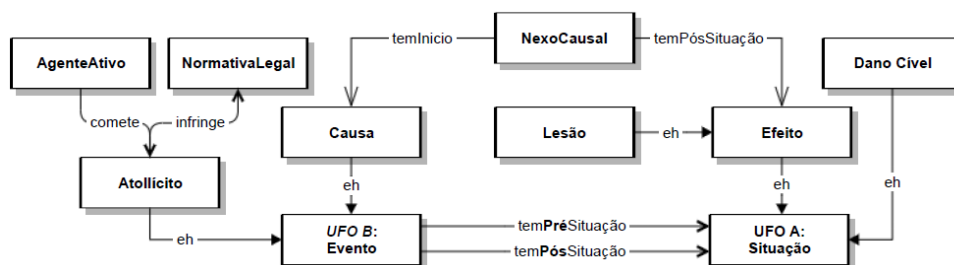 temInicio
NexoCausal
temPósSituação
AgenteAtivo
NormativaLegal
Dano Cível
comete
infringe
Causa
Lesão
eh
Efeito
AtoIlícito
eh
eh
eh
eh
UFO B:
Evento
temPréSituação
temPósSituação
UFO A:
Situação